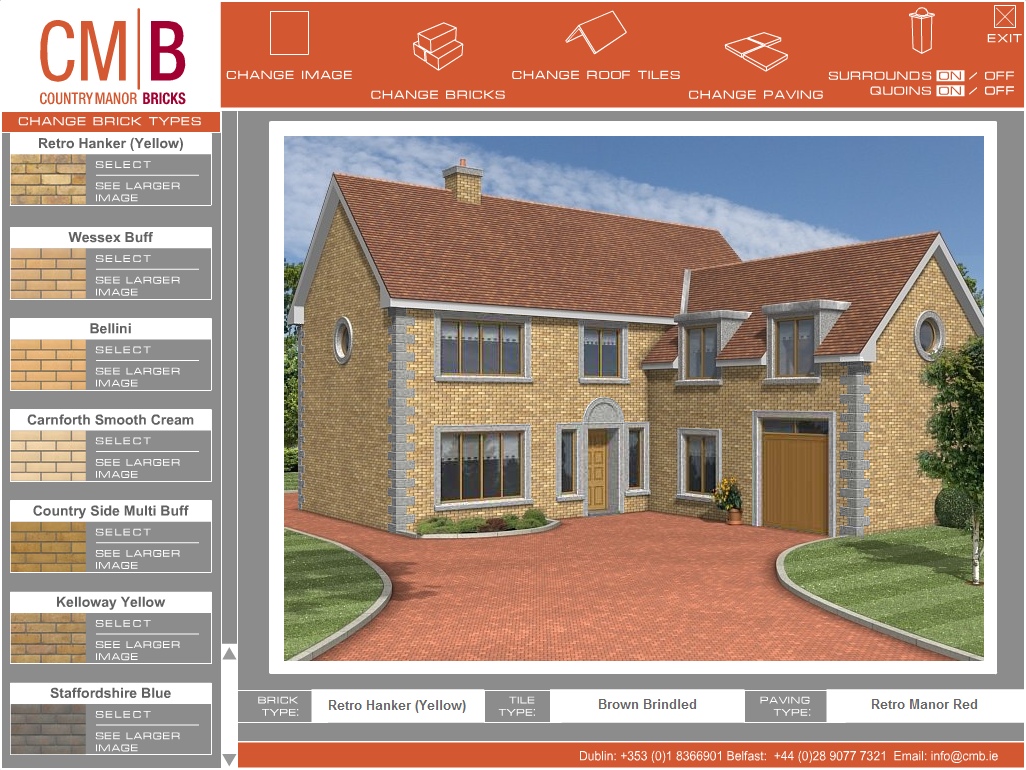 CM|B
COUNTRY MANOR BRICKS
CHANGE IMAGE
CHANGE BRICKS
CHANGE ROOF TILES
CHANGE PAVING
EXIT
SURROUNDS ON / OFF
QUOINS ON / OFF
CHANGE BRICK TYPES
Retro Hanker (Yellow)
SELECT
SEE LARGER
IMAGE
Wessex Buff
SELECT
SEE LARGER
IMAGE
Bellini
SELECT
SEE LARGER
IMAGE
Carnforth Smooth Cream
SELECT
SEE LARGER
IMAGE
Country Side Multi Buff
SELECT
SEE LARGER
IMAGE
Kelloway Yellow
SELECT
SEE LARGER
IMAGE
Staffordshire Blue
SELECT
SEE LARGER
IMAGE
BRICK
TYPE:
Retro Hanker (Yellow)
TILE
TYPE:
Brown Brindled
PAVING
TYPE:
Retro Manor Red
Dublin: +353 (0)1 8366901 Belfast: +44 (0)28 9077 7321 Email: info@cmb.ie